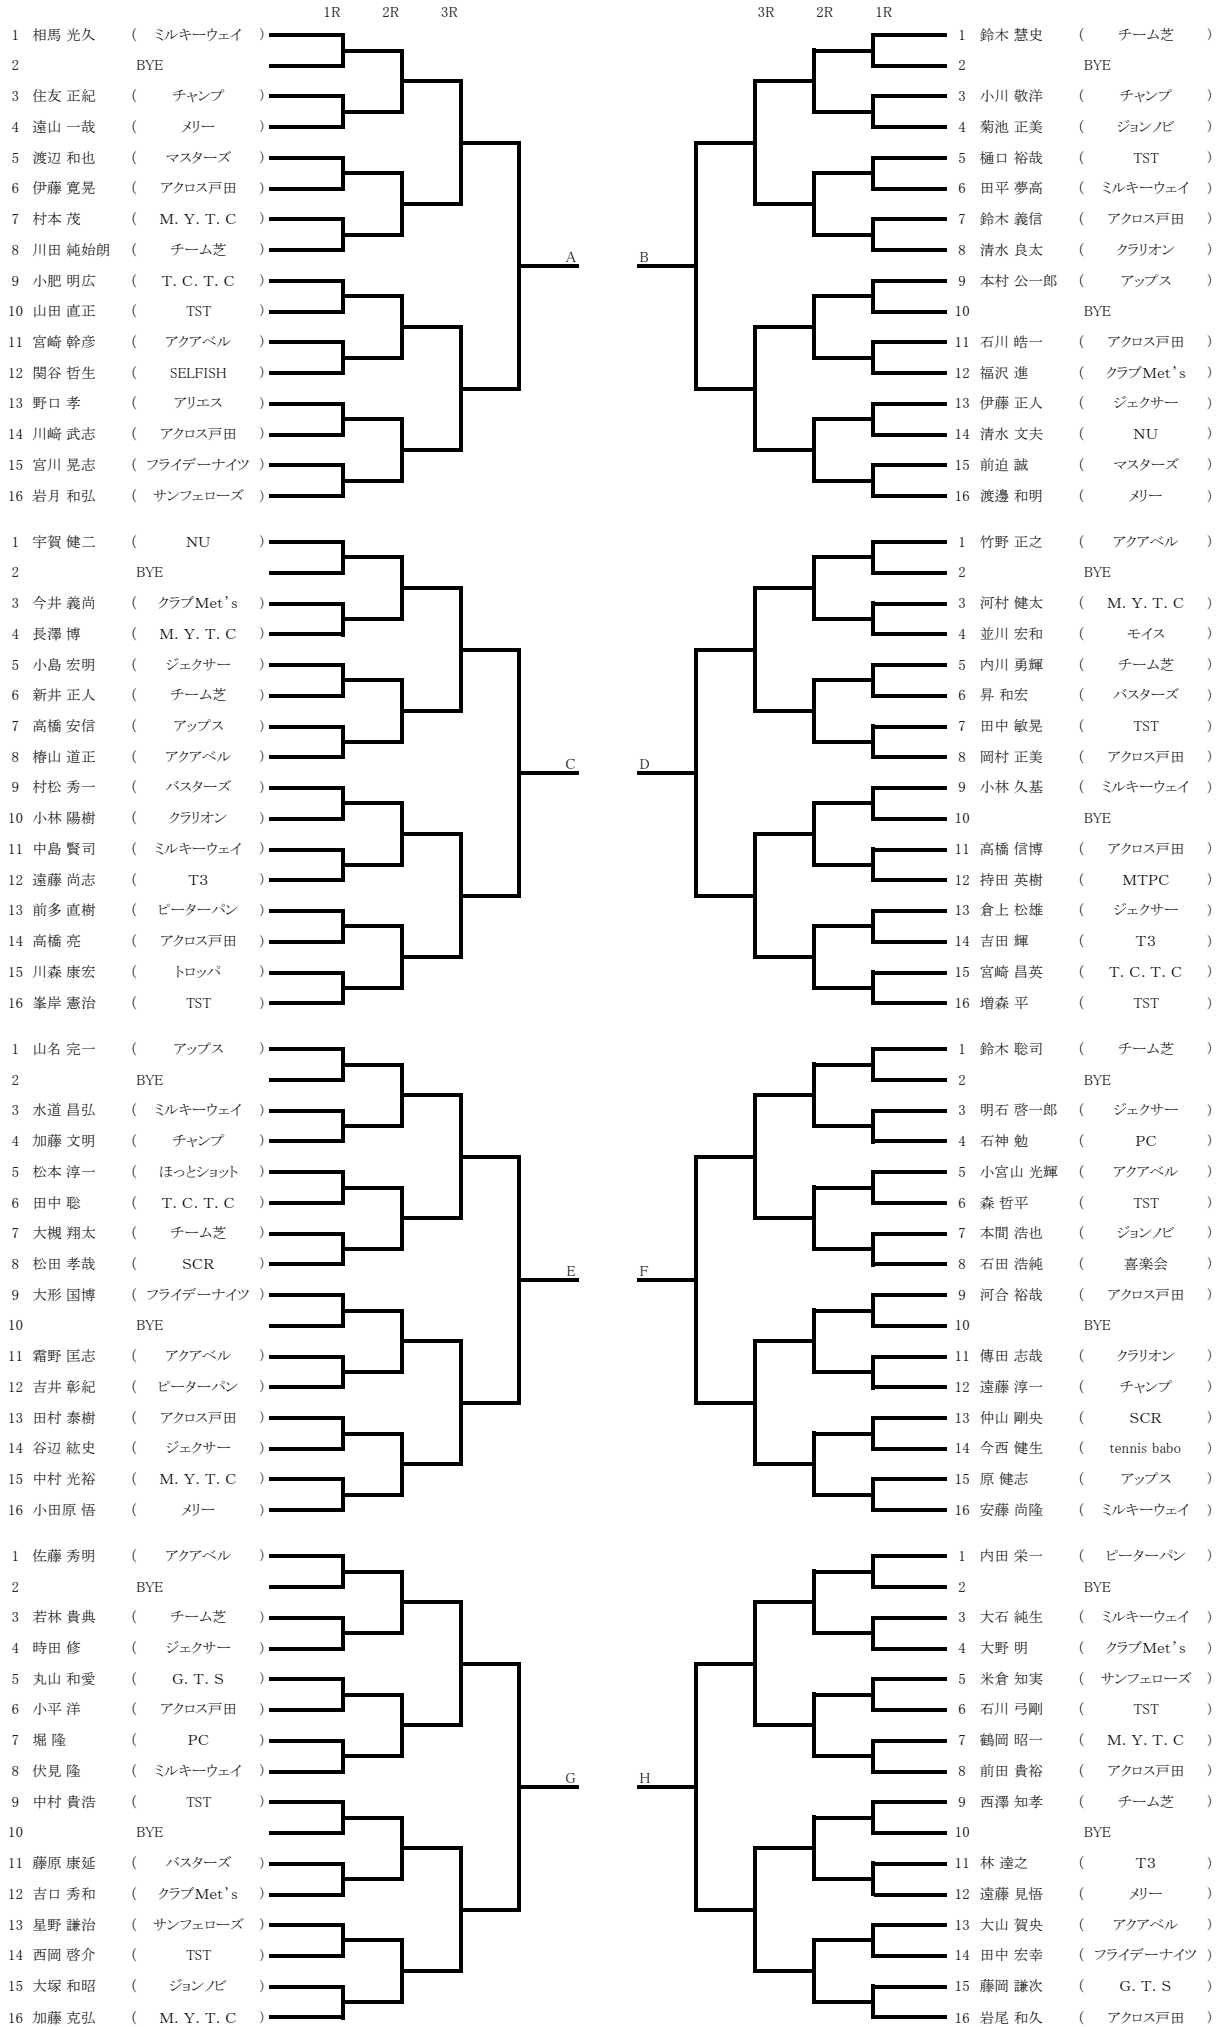 1R 2R 3R
1 相馬 光久 ( ミルキーウェイ )
2 BYE
3 住友 正紀 ( チャンプ )
4 遠山 一哉 ( メリー )
5 渡辺 和也 ( マスターズ )
6 伊藤 寛晃 ( アクロス戸田 )
7 村本 茂 ( M. Y. T. C )
8 川田 純始朗 ( チーム芝 )
A
9 小肥 明広 ( T. C. T. C )
10 山田 直正 ( TST )
11 宮崎 幹彦 ( アクアベル )
12 関谷 哲生 ( SELFISH )
13 野口 孝 ( アリエス )
14 川﨑 武志 ( アクロス戸田 )
15 宮川 晃志 ( フライデーナイツ )
16 岩月 和弘 ( サンフェローズ )
1 宇賀 健二 ( NU )
2 BYE
3 今井 義尚 ( クラブMet's )
4 長澤 博 ( M. Y. T. C )
5 小島 宏明 ( ジェクサー )
6 新井 正人 ( チーム芝 )
7 高橋 安信 ( アップス )
8 椿山 道正 ( アクアベル )
C
9 村松 秀一 ( バスターズ )
10 小林 陽樹 ( クラリオン )
11 中島 賢司 ( ミルキーウェイ )
12 遠藤 尚志 ( T3 )
13 前多 直樹 ( ピーターパン )
14 高橋 亮 ( アクロス戸田 )
15 川森 康宏 ( トロッパ )
16 峯岸 憲治 ( TST )
1 山名 完一 ( アップス )
2 BYE
3 水道 昌弘 ( ミルキーウェイ )
4 加藤 文明 ( チャンプ )
5 松本 淳一 ( ほっとショット )
6 田中 聡 ( T. C. T. C )
7 大槻 翔太 ( チーム芝 )
8 松田 孝哉 ( SCR )
E
9 大形 国博 ( フライデーナイツ )
10 BYE
11 霜野 匡志 ( アクアベル )
12 吉井 彰紀 ( ピーターパン )
13 田村 泰樹 ( アクロス戸田 )
14 谷辺 紘史 ( ジェクサー )
15 中村 光裕 ( M. Y. T. C )
16 小田原 悟 ( メリー )
1 佐藤 秀明 ( アクアベル )
2 BYE
3 若林 貴典 ( チーム芝 )
4 時田 修 ( ジェクサー )
5 丸山 和愛 ( G. T. S )
6 小平 洋 ( アクロス戸田 )
7 堀 隆 ( PC )
8 伏見 隆 ( ミルキーウェイ )
G
9 中村 貴浩 ( TST )
10 BYE
11 藤原 康延 ( バスターズ )
12 吉口 秀和 ( クラブMet's )
13 星野 謙治 ( サンフェローズ )
14 西岡 啓介 ( TST )
15 大塚 和昭 ( ジョンノビ )
16 加藤 克弘 ( M. Y. T. C )
3R 2R 1R
1 鈴木 慧史 ( チーム芝 )
2 BYE
3 小川 敬洋 ( チャンプ )
4 菊池 正美 ( ジョンノビ )
5 樋口 裕哉 ( TST )
6 田平 夢高 ( ミルキーウェイ )
7 鈴木 義信 ( アクロス戸田 )
8 清水 良太 ( クラリオン )
B
9 本村 公一郎 ( アップス )
10 BYE
11 石川 皓一 ( アクロス戸田 )
12 福沢 進 ( クラブMet's )
13 伊藤 正人 ( ジェクサー )
14 清水 文夫 ( NU )
15 前迫 誠 ( マスターズ )
16 渡邊 和明 ( メリー )
1 竹野 正之 ( アクアベル )
2 BYE
3 河村 健太 ( M. Y. T. C )
4 並川 宏和 ( モイス )
5 内川 勇輝 ( チーム芝 )
6 昇 和宏 ( バスターズ )
7 田中 敏晃 ( TST )
8 岡村 正美 ( アクロス戸田 )
D
9 小林 久基 ( ミルキーウェイ )
10 BYE
11 高橋 信博 ( アクロス戸田 )
12 持田 英樹 ( MTPC )
13 倉上 松雄 ( ジェクサー )
14 吉田 輝 ( T3 )
15 宮崎 昌英 ( T. C. T. C )
16 増森 平 ( TST )
1 鈴木 聡司 ( チーム芝 )
2 BYE
3 明石 啓一郎 ( ジェクサー )
4 石神 勉 ( PC )
5 小宮山 光輝 ( アクアベル )
6 森 哲平 ( TST )
7 本間 浩也 ( ジョンノビ )
8 石田 浩純 ( 喜楽会 )
F
9 河合 裕哉 ( アクロス戸田 )
10 BYE
11 傳田 志哉 ( クラリオン )
12 遠藤 淳一 ( チャンプ )
13 仲山 剛央 ( SCR )
14 今西 健生 ( tennis babo )
15 原 健志 ( アップス )
16 安藤 尚隆 ( ミルキーウェイ )
1 内田 栄一 ( ピーターパン )
2 BYE
3 大石 純生 ( ミルキーウェイ )
4 大野 明 ( クラブMet's )
5 米倉 知実 ( サンフェローズ )
6 石川 弓剛 ( TST )
7 鶴岡 昭一 ( M. Y. T. C )
8 前田 貴裕 ( アクロス戸田 )
H
9 西澤 知孝 ( チーム芝 )
10 BYE
11 林 達之 ( T3 )
12 遠藤 見悟 ( メリー )
13 大山 賀央 ( アクアベル )
14 田中 宏幸 ( フライデーナイツ )
15 藤岡 謙次 ( G. T. S )
16 岩尾 和久 ( アクロス戸田 )